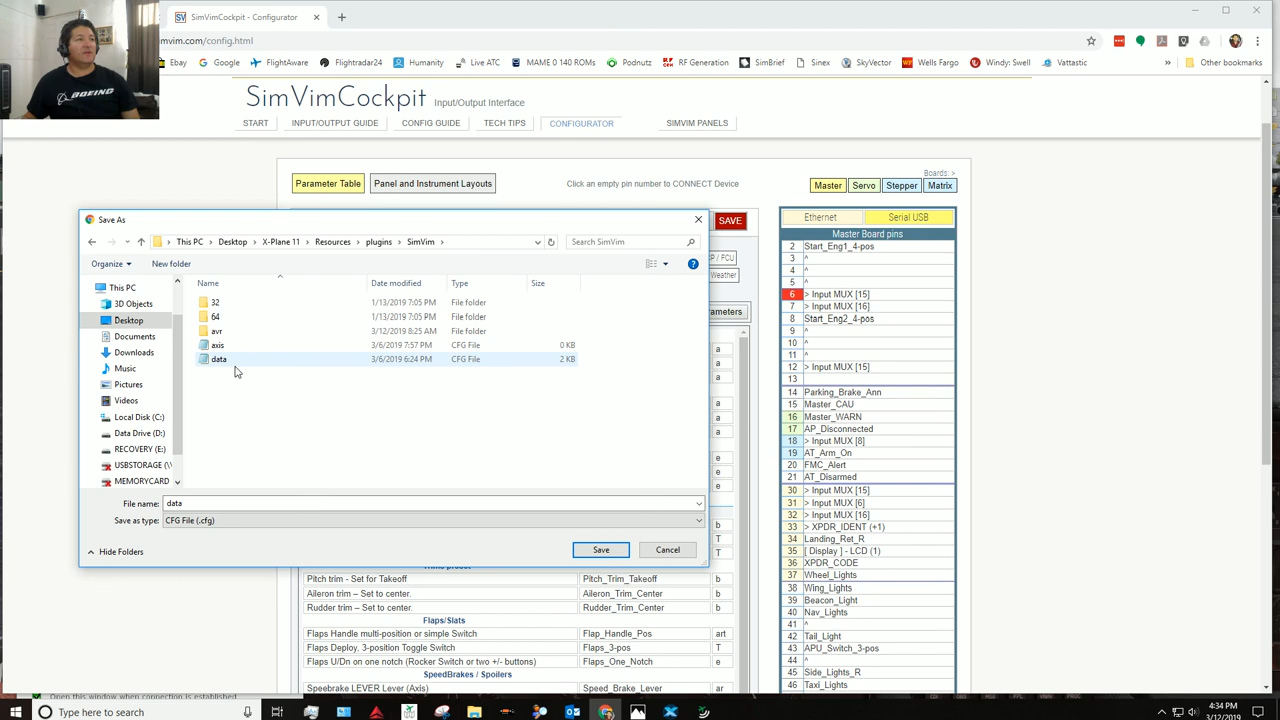 SimVimCockpit - Configurator
vim.com/config.html
Ebay
Google
FlightAware
Flightradar24
Humanity
Live ATC
MAME 0 140 ROMs
Podnutz
RF Generation
SimBrief
Sinex
SkyVector
Wells Fargo
Windy: Swell
Vattastic
»
Other bookmarks
BOEING
SimVimCockpit Input/Output Interface
START
INPUT/OUTPUT GUIDE
CONFIG GUIDE
TECH TIPS
CONFIGURATOR
SIMVIM PANELS
Parameter Table
Panel and Instrument Layouts
Click an empty pin number to CONNECT Device
Boards: >
Master
Servo
Stepper
Matrix
SAVE
P / FCU
Weather
rameters
Save As
This PC
Desktop
X-Plane 11
Resources
plugins
SimVim
Search SimVim
Organize
New folder
Name
Date modified
Type
Size
32 1/13/2019 7:05 PM File folder
64 1/13/2019 7:05 PM File folder
avr 3/12/2019 8:25 AM File folder
axis 3/6/2019 7:57 PM CFG File 0 KB
data 3/6/2019 6:24 PM CFG File 2 KB
This PC
3D Objects
Desktop
Documents
Downloads
Music
Pictures
Videos
Local Disk (C:)
Data Drive (D:)
RECOVERY (E:)
USBSTORAGE (\\
MEMORYCARD
File name: data
Save as type: CFG File (.cfg)
Hide Folders
Save
Cancel
a
a
a
a
a
a
e
e
e
b
T
T
Pitch trim - Set for Takeoff Pitch_Trim_Takeoff b
Aileron trim – Set to center. Aileron_Trim_Center b
Rudder trim – Set to center. Rudder_Trim_Center b
Flaps/Slats
Flaps Handle multi-position or simple Switch Flap_Handle_Pos art
Flaps Deploy. 3-position Toggle Switch Flaps_3-pos T
Flaps U/Dn on one notch (Rocker Switch or two +/- buttons) Flaps_One_Notch e
SpeedBrakes / Spoilers
Speebrake LEVER Lever (Axis) Speed_Brake_Lever ar
Ethernet
Serial USB
Master Board pins
2 Start_Eng1_4-pos
3 ^
4 ^
5 ^
6 > Input MUX [15]
7 > Input MUX [16]
8 Start_Eng2_4-pos
9 ^
10 ^
11 ^
12 > Input MUX [15]
13
14 Parking_Brake_Ann
15 Master_CAU
16 Master_WARN
17 AP_Disconnected
18 > Input MUX [8]
19 AT_Arm_On
20 FMC_Alert
21 AT_Disarmed
30 > Input MUX [15]
31 > Input MUX [6]
32 > Input MUX [16]
33 > XPDR_IDENT (+1)
34 Landing_Ret_R
35 [ Display ] - LCD (1)
36 XPDR_CODE
37 Wheel_Lights
38 Wing_Lights
39 Beacon_Light
40 Nav_Lights
41 ^
42 Tail_Light
43 APU_Switch_3-pos
44 ^
45 Side_Lights_R
46 Taxi_Lights
Open this window when connection is established
Type here to search
4:34 PM
3/12/2019